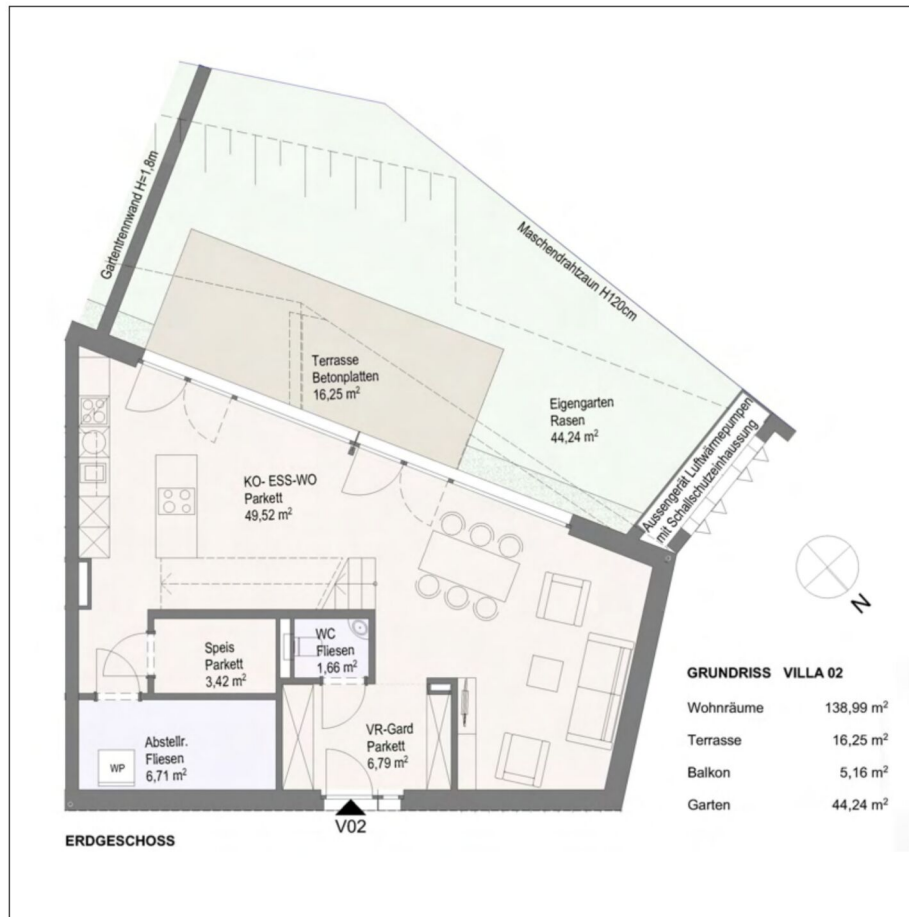 Gartentrennwand H=1,8m
Maschendrahtzaun H120cm
Terrasse
Betonplatten
16,25 m²
Eigengarten
Rasen
44,24 m²
Aussengerät Luftwärmepumpen
mit Schallschutzeinhaussung
KO- ESS-WO
Parkett
49,52 m²
N
Speis
Parkett
3,42 m²
WC
Fliesen
1,66 m²
VR-Gard
Parkett
6,79 m²
Abstellr.
Fliesen
6,71 m²
WP
V02
ERDGESCHOSS
GRUNDRISS VILLA 02
Wohnräume 138,99 m²
Terrasse 16,25 m²
Balkon 5,16 m²
Garten 44,24 m²